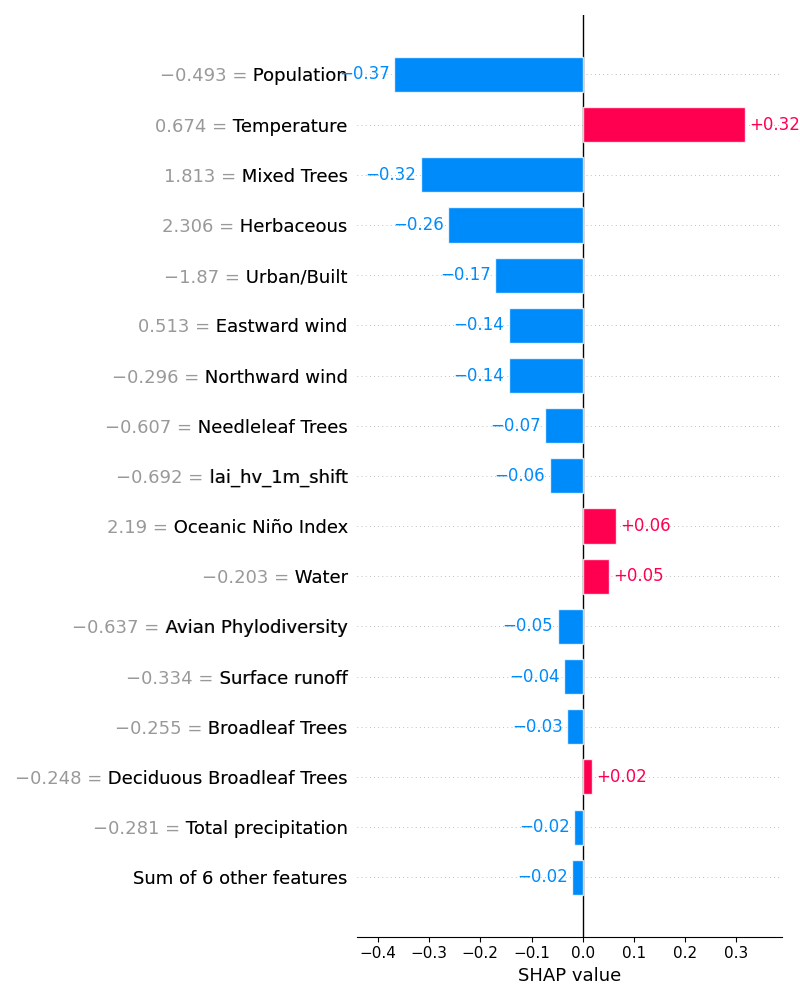 −0.493 = Population −0.37
0.674 = Temperature +0.32
1.813 = Mixed Trees −0.32
2.306 = Herbaceous −0.26
−1.87 = Urban/Built −0.17
0.513 = Eastward wind −0.14
−0.296 = Northward wind −0.14
−0.607 = Needleleaf Trees −0.07
−0.692 = lai_hv_1m_shift −0.06
2.19 = Oceanic Niño Index +0.06
−0.203 = Water +0.05
−0.637 = Avian Phylodiversity −0.05
−0.334 = Surface runoff −0.04
−0.255 = Broadleaf Trees −0.03
−0.248 = Deciduous Broadleaf Trees +0.02
−0.281 = Total precipitation −0.02
Sum of 6 other features −0.02
−0.4 −0.3 −0.2 −0.1 0.0 0.1 0.2 0.3
SHAP value